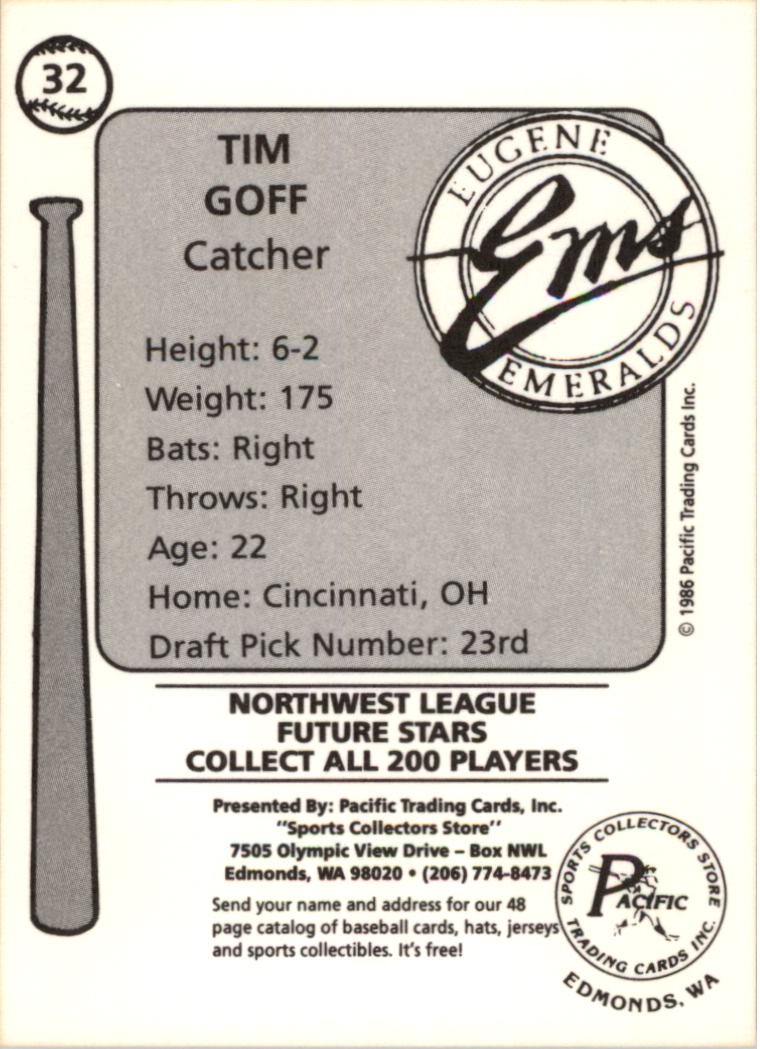 32
TIM
GOFF
Catcher
EUGENE
Ems
EMERALDS
Height: 6-2
Weight: 175
Bats: Right
Throws: Right
Age: 22
Home: Cincinnati, OH
Draft Pick Number: 23rd
© 1986 Pacific Trading Cards Inc.
NORTHWEST LEAGUE
FUTURE STARS
COLLECT ALL 200 PLAYERS
Presented By: Pacific Trading Cards, Inc.
"Sports Collectors Store"
7505 Olympic View Drive – Box NWL
Edmonds, WA 98020 • (206) 774-8473
Send your name and address for our 48
page catalog of baseball cards, hats, jerseys
and sports collectibles. It's free!
SPORTS COLLECTORS STORE
PACIFIC
TRADING CARDS INC.
EDMONDS, WA